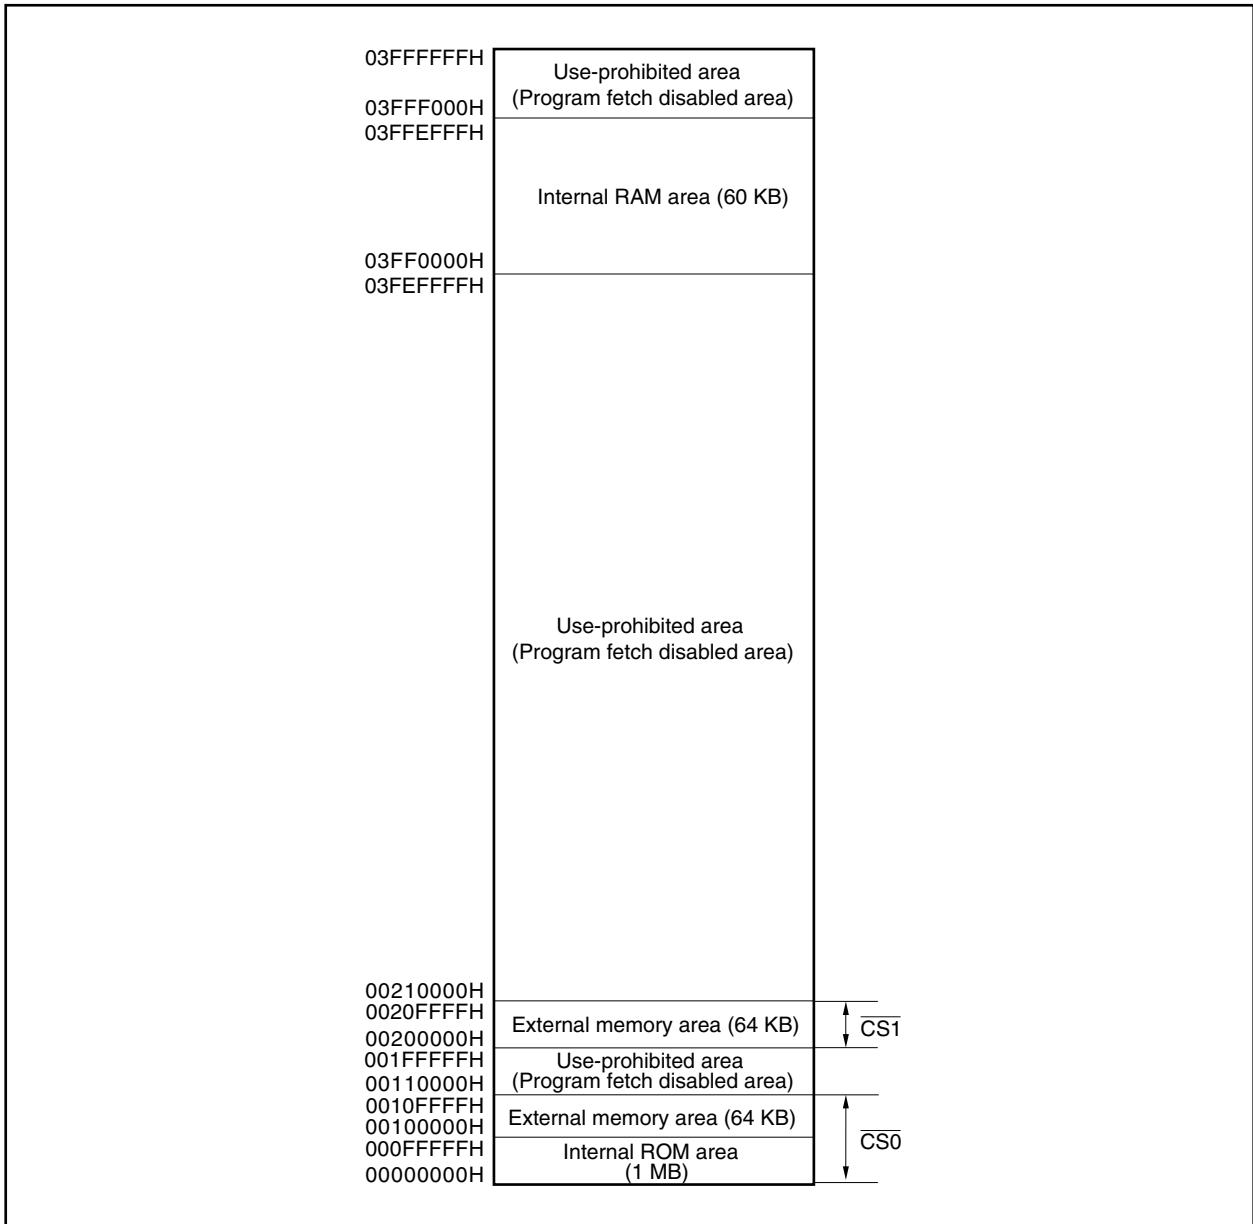 03FFFFFFH
Use-prohibited area
(Program fetch disabled area)
03FFF000H
03FFEFFFH
Internal RAM area (60 KB)
03FF0000H
03FEFFFFH
Use-prohibited area
(Program fetch disabled area)
00210000H
0020FFFFH
External memory area (64 KB)
CS1
00200000H
001FFFFFH
Use-prohibited area
(Program fetch disabled area)
00110000H
0010FFFFH
External memory area (64 KB)
00100000H
CS0
000FFFFFH
Internal ROM area
(1 MB)
00000000H